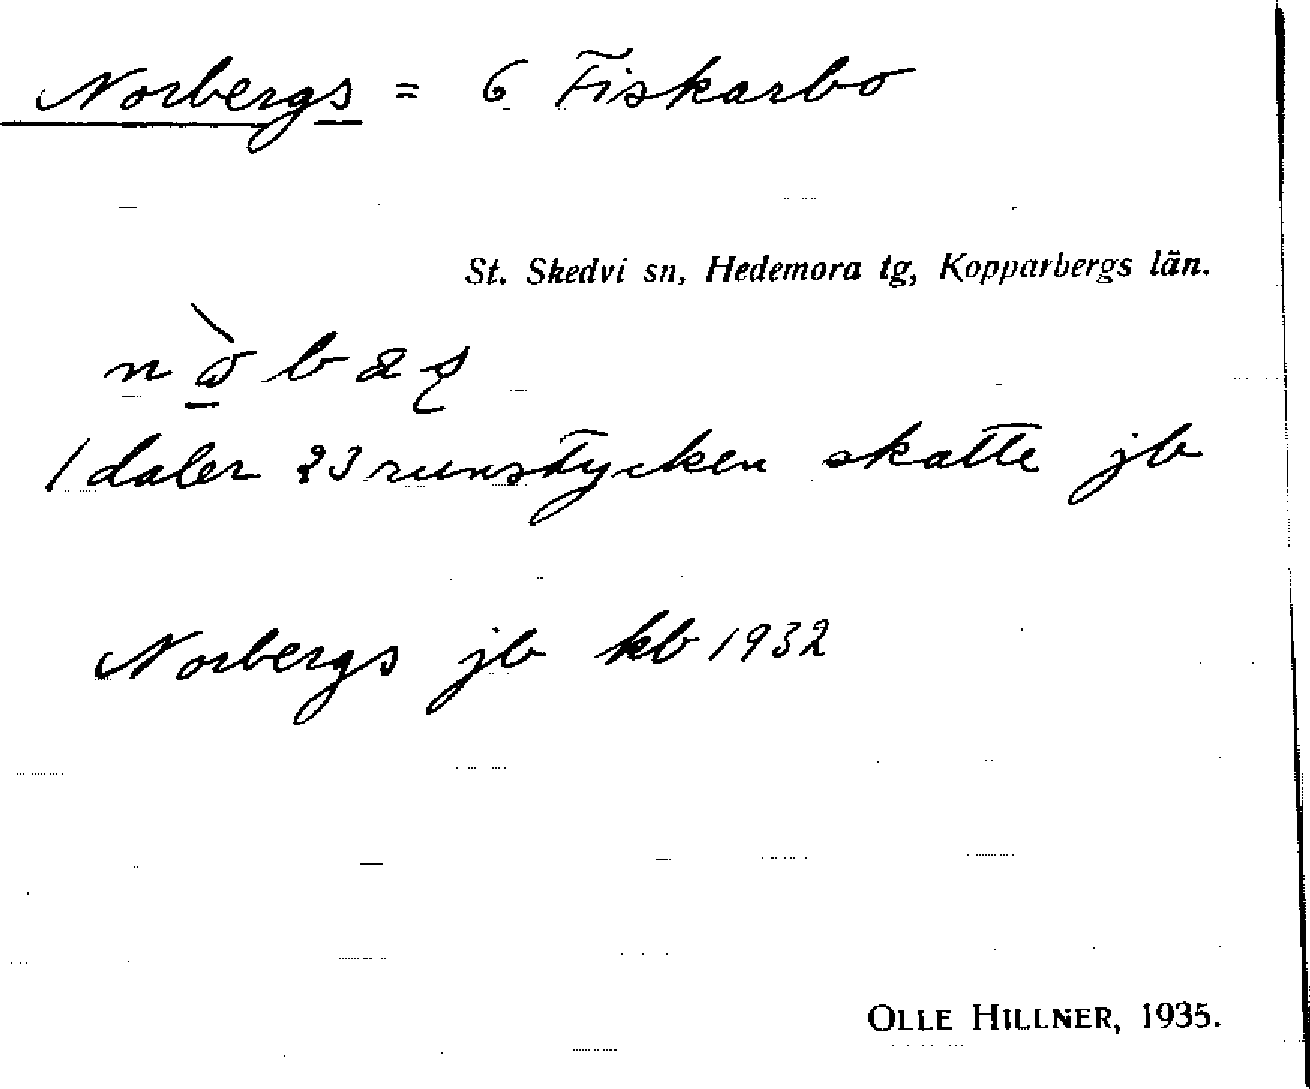 Norbergs = 6 Fiskarbo
St. Skedvi sn, Hedemora tg, Kopparbergs län.
1 daler 23 runstycken skatte jb
Norbergs jb kb 1932
OLLE HILLNER, 1935.